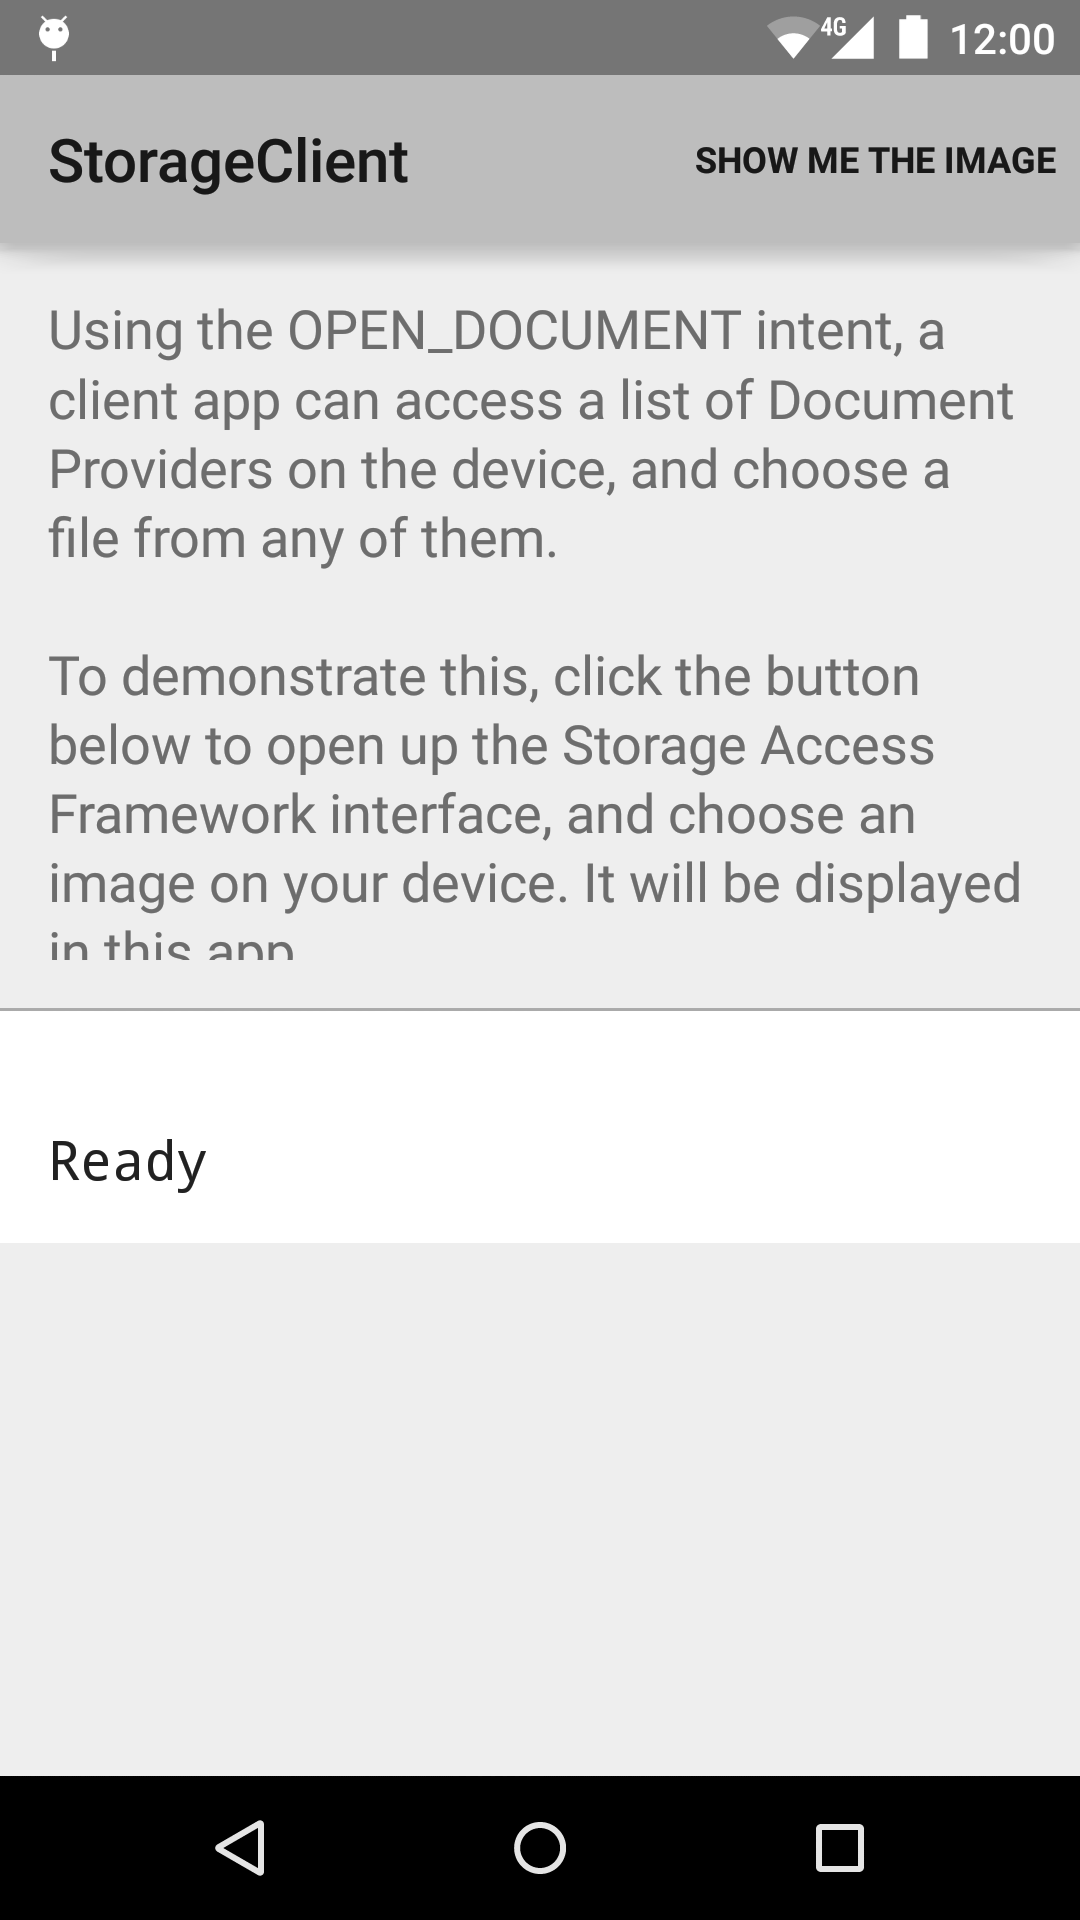 4G 12:00
StorageClient SHOW ME THE IMAGE
Using the OPEN_DOCUMENT intent, a
client app can access a list of Document
Providers on the device, and choose a
file from any of them.
To demonstrate this, click the button
below to open up the Storage Access
Framework interface, and choose an
image on your device. It will be displayed
in this app
Ready